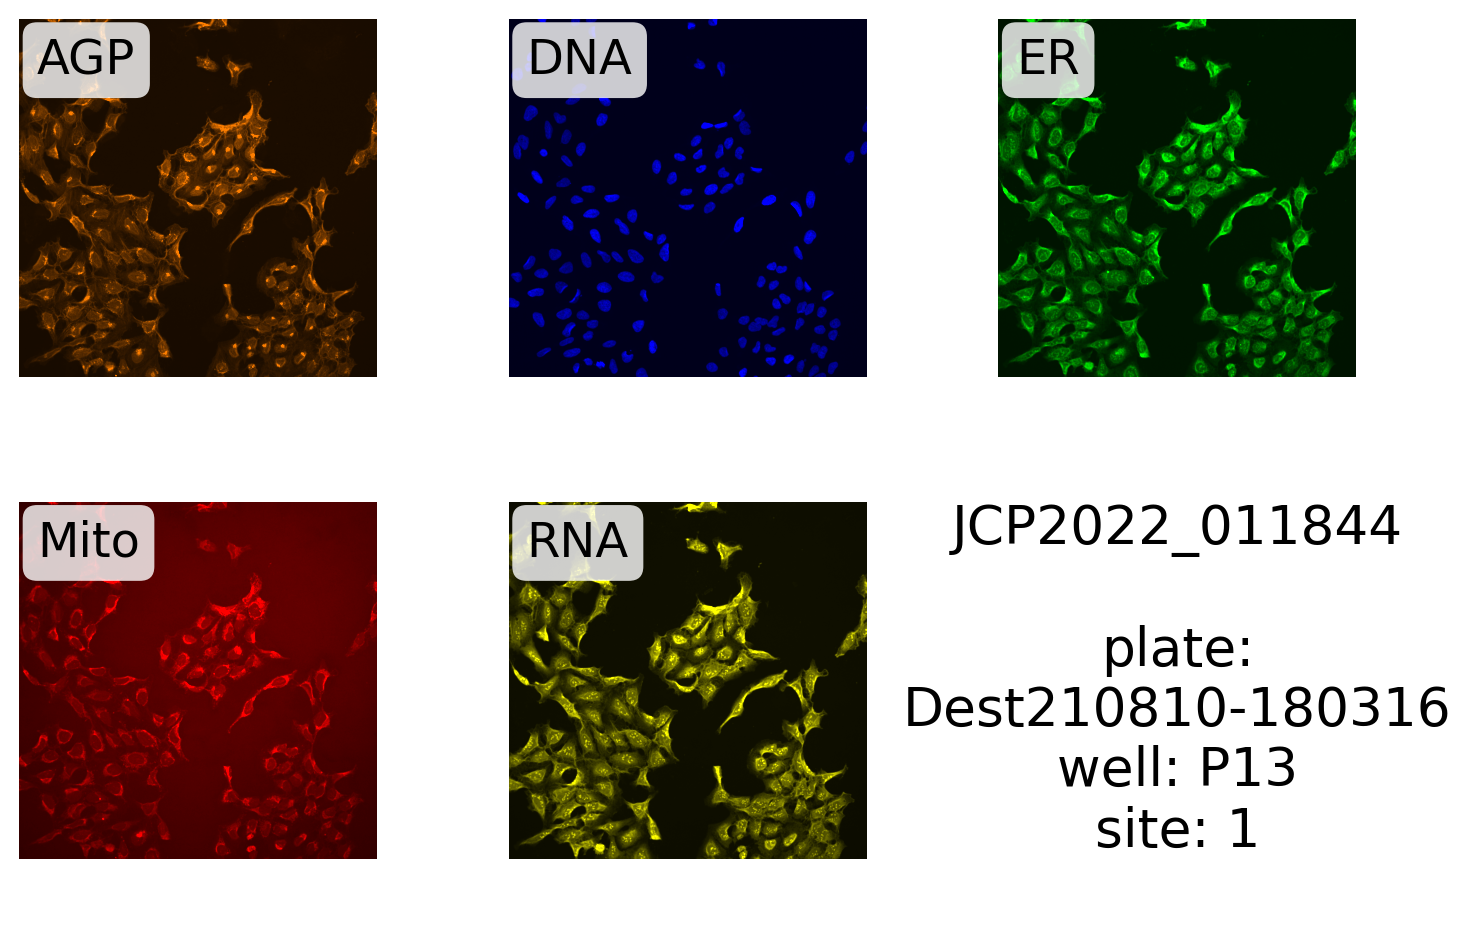 AGP
DNA
ER
Mito
RNA
JCP2022_011844
plate:
Dest210810-180316
well: P13
site: 1